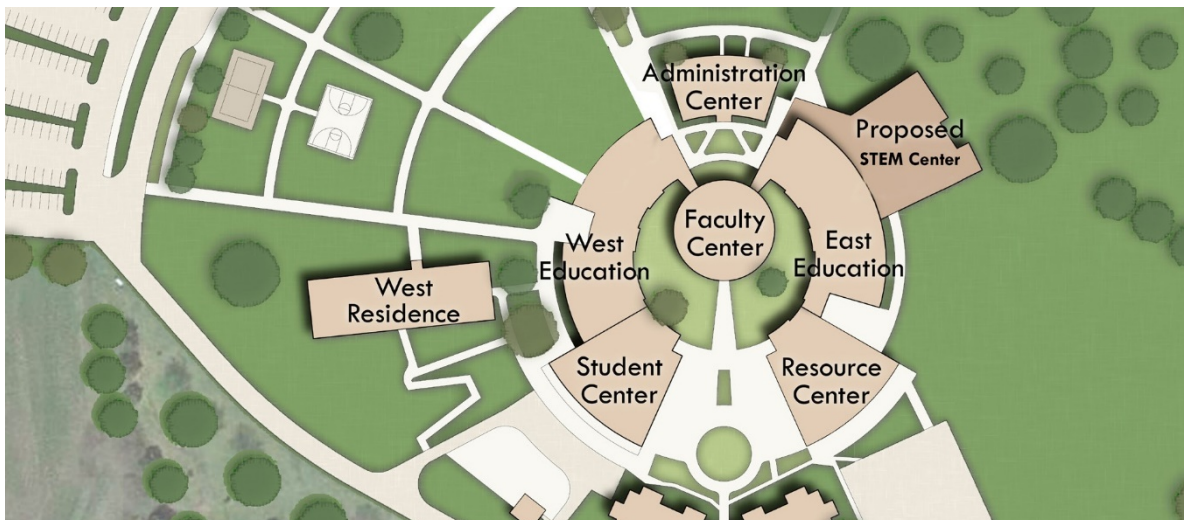 Administration
Center
Proposed
STEM Center
Faculty
Center
West
Education
East
Education
West
Residence
Student
Center
Resource
Center